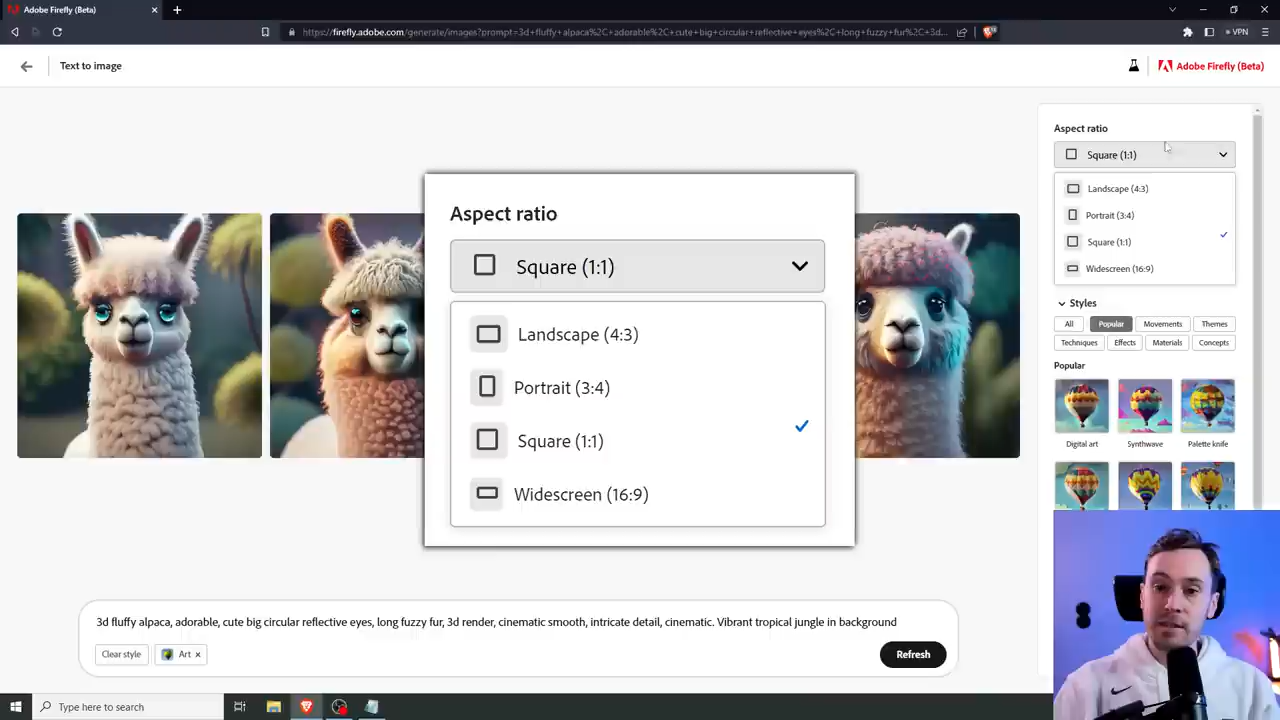 Adobe Firefly (Beta)
https://firefly.adobe.com/generate/images?prompt=3d+fluffy+alpaca%2C+adorable%2C+cute+big+circular+reflective+eyes%2C+long+fuzzy+fur%2C+3d...
VPN
Text to image
Adobe Firefly (Beta)
Aspect ratio
Square (1:1)
Landscape (4:3)
Portrait (3:4)
Square (1:1)
Widescreen (16:9)
Aspect ratio
Square (1:1)
Landscape (4:3)
Portrait (3:4)
Square (1:1)
Widescreen (16:9)
Styles
All Popular Movements Themes
Techniques Effects Materials Concepts
Popular
Digital art Synthwave Palette knife
3d fluffy alpaca, adorable, cute big circular reflective eyes, long fuzzy fur, 3d render, cinematic smooth, intricate detail, cinematic. Vibrant tropical jungle in background
Clear style Art × Refresh
Type here to search